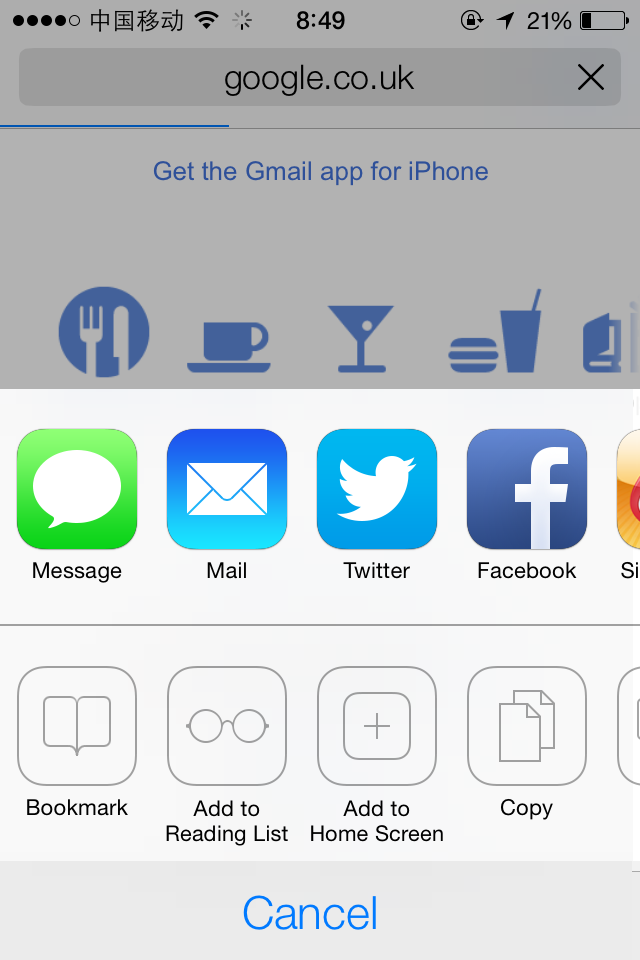 中国移动 8:49 21%
google.co.uk
Get the Gmail app for iPhone
Message Mail Twitter Facebook Si
Bookmark Add to Reading List Add to Home Screen Copy
Cancel